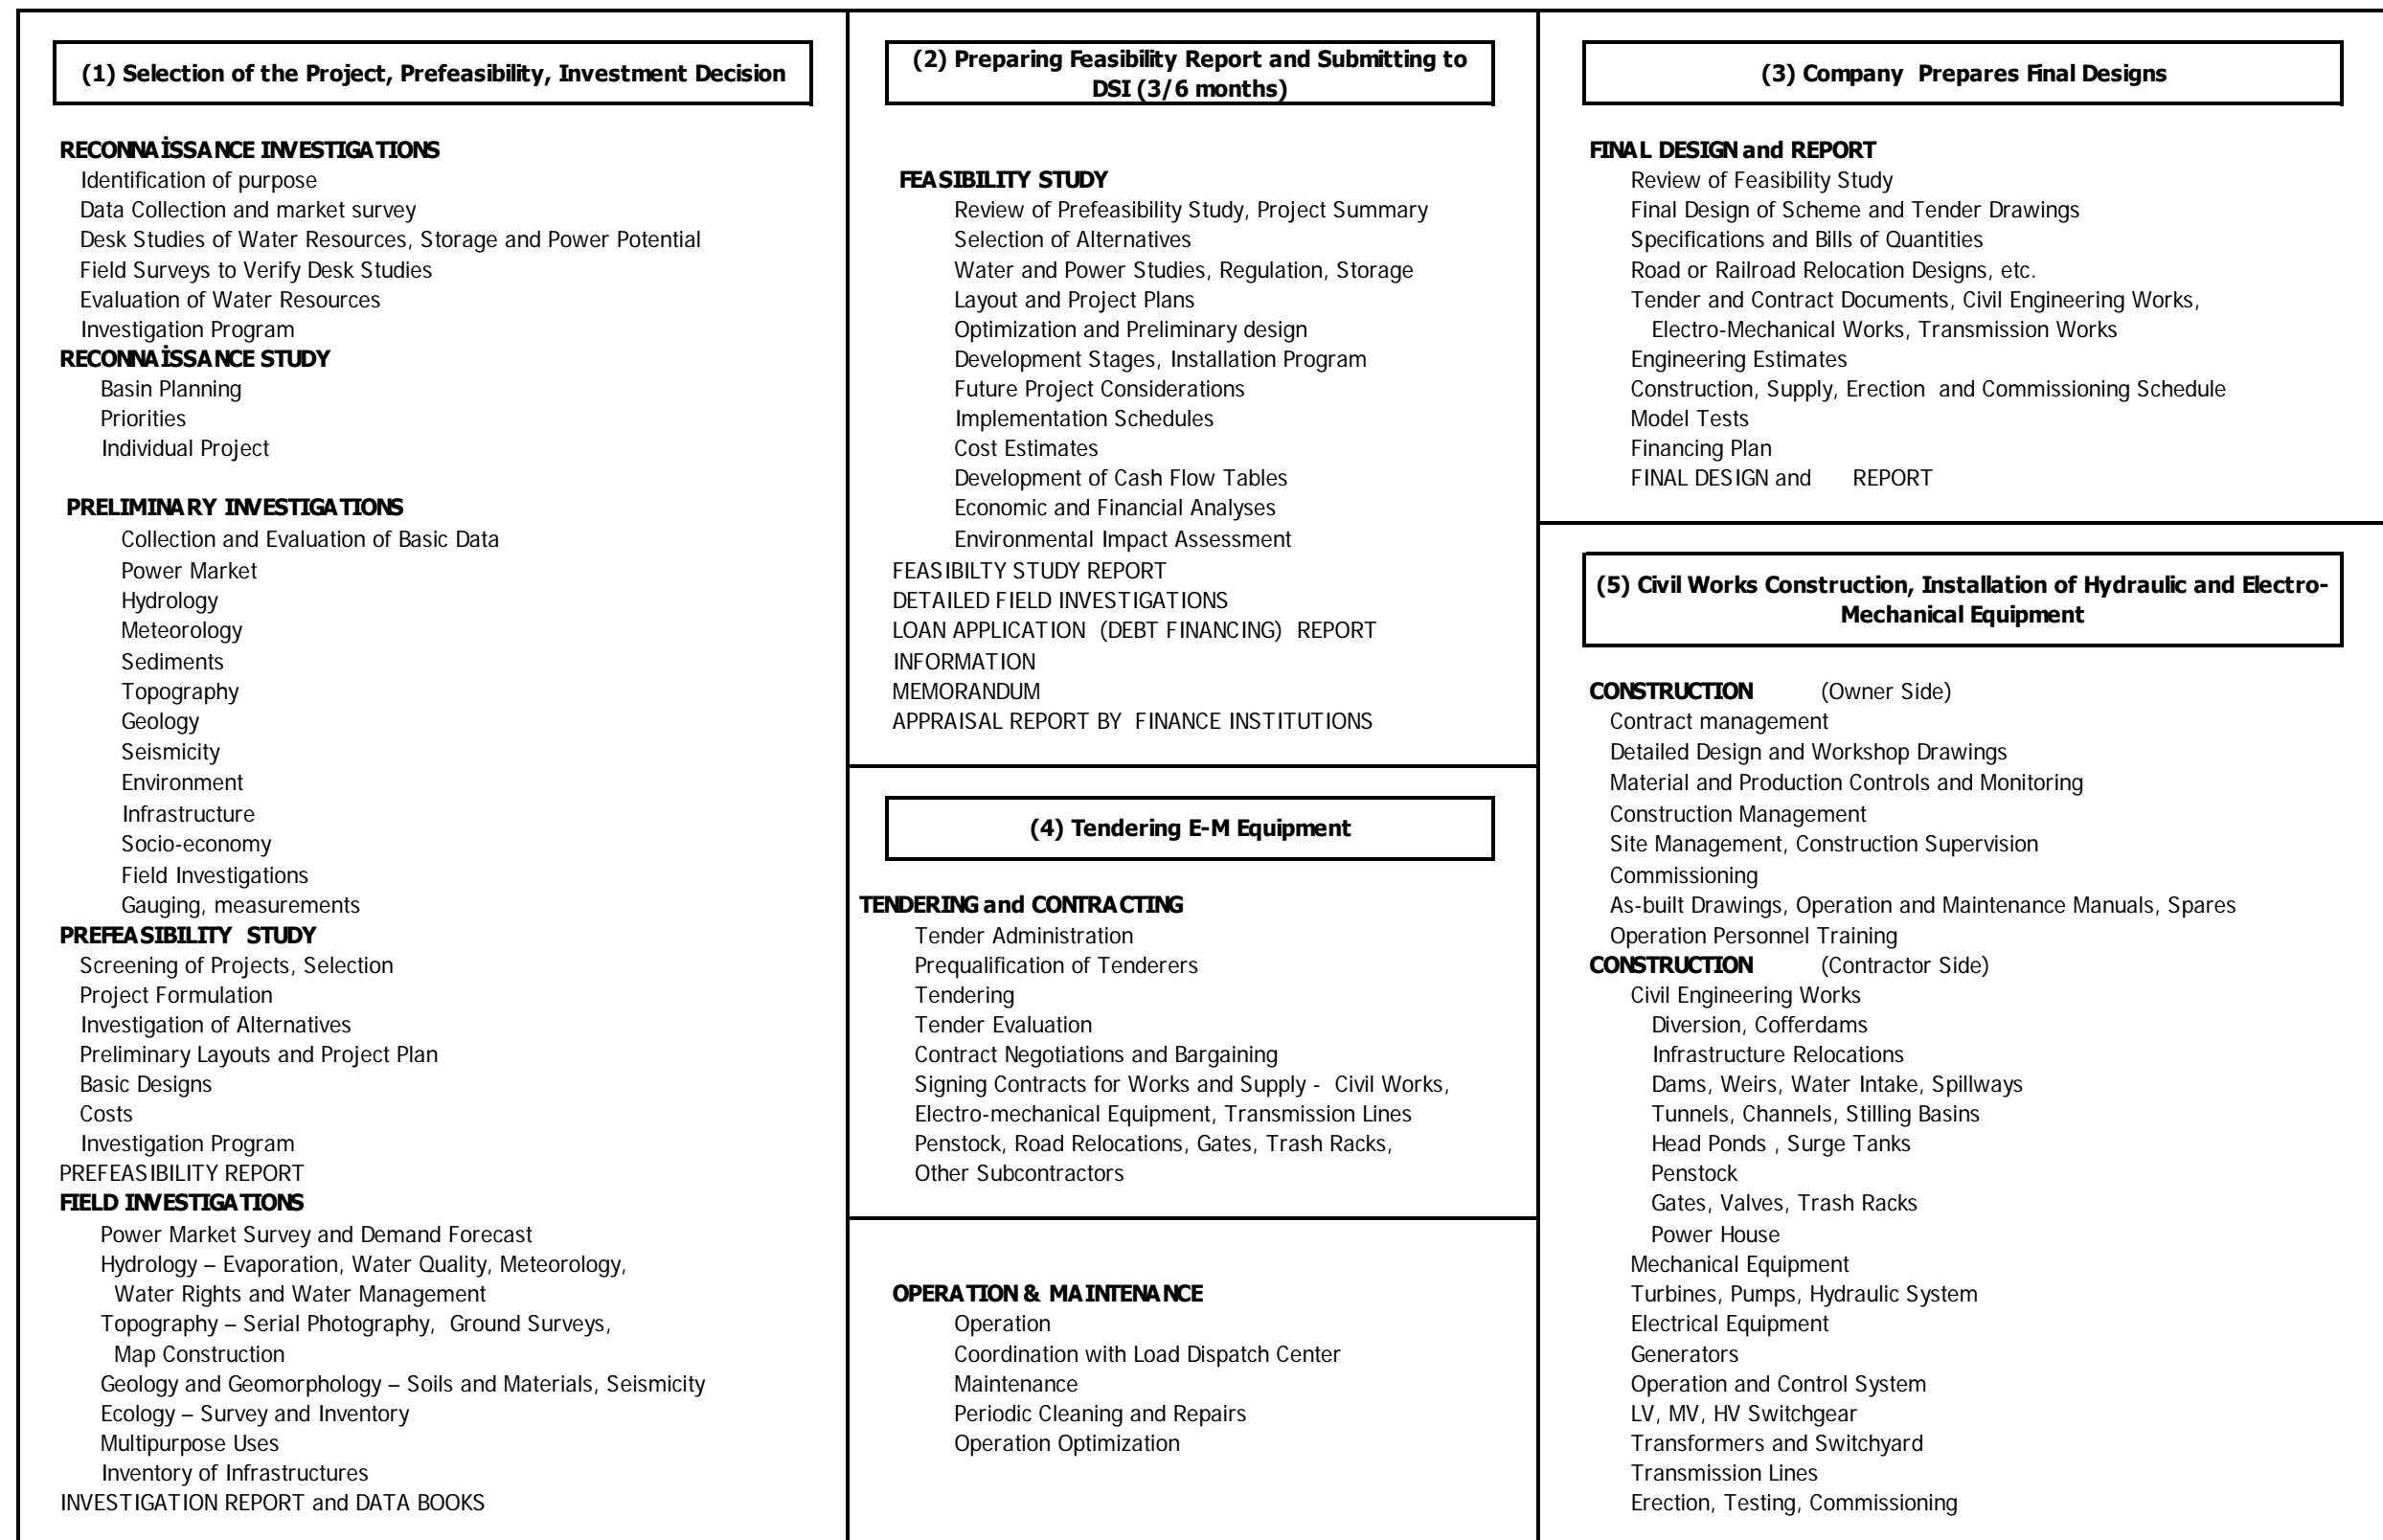 (1) Selection of the Project, Prefeasibility, Investment Decision
RECONNAİSSANCE INVESTIGATIONS
Identification of purpose
Data Collection and market survey
Desk Studies of Water Resources, Storage and Power Potential
Field Surveys to Verify Desk Studies
Evaluation of Water Resources
Investigation Program
RECONNAİSSANCE STUDY
Basin Planning
Priorities
Individual Project
PRELIMINARY INVESTIGATIONS
Collection and Evaluation of Basic Data
Power Market
Hydrology
Meteorology
Sediments
Topography
Geology
Seismicity
Environment
Infrastructure
Socio-economy
Field Investigations
Gauging, measurements
PREFEASIBILITY STUDY
Screening of Projects, Selection
Project Formulation
Investigation of Alternatives
Preliminary Layouts and Project Plan
Basic Designs
Costs
Investigation Program
PREFEASIBILITY REPORT
FIELD INVESTIGATIONS
Power Market Survey and Demand Forecast
Hydrology – Evaporation, Water Quality, Meteorology,
Water Rights and Water Management
Topography – Serial Photography, Ground Surveys,
Map Construction
Geology and Geomorphology – Soils and Materials, Seismicity
Ecology – Survey and Inventory
Multipurpose Uses
Inventory of Infrastructures
INVESTIGATION REPORT and DATA BOOKS
(2) Preparing Feasibility Report and Submitting to
DSI (3/6 months)
FEASIBILITY STUDY
Review of Prefeasibility Study, Project Summary
Selection of Alternatives
Water and Power Studies, Regulation, Storage
Layout and Project Plans
Optimization and Preliminary design
Development Stages, Installation Program
Future Project Considerations
Implementation Schedules
Cost Estimates
Development of Cash Flow Tables
Economic and Financial Analyses
Environmental Impact Assessment
FEASIBILTY STUDY REPORT
DETAILED FIELD INVESTIGATIONS
LOAN APPLICATION (DEBT FINANCING) REPORT
INFORMATION
MEMORANDUM
APPRAISAL REPORT BY FINANCE INSTITUTIONS
(4) Tendering E-M Equipment
TENDERING and CONTRACTING
Tender Administration
Prequalification of Tenderers
Tendering
Tender Evaluation
Contract Negotiations and Bargaining
Signing Contracts for Works and Supply - Civil Works,
Electro-mechanical Equipment, Transmission Lines
Penstock, Road Relocations, Gates, Trash Racks,
Other Subcontractors
OPERATION & MAINTENANCE
Operation
Coordination with Load Dispatch Center
Maintenance
Periodic Cleaning and Repairs
Operation Optimization
(3) Company Prepares Final Designs
FINAL DESIGN and REPORT
Review of Feasibility Study
Final Design of Scheme and Tender Drawings
Specifications and Bills of Quantities
Road or Railroad Relocation Designs, etc.
Tender and Contract Documents, Civil Engineering Works,
Electro-Mechanical Works, Transmission Works
Engineering Estimates
Construction, Supply, Erection and Commissioning Schedule
Model Tests
Financing Plan
FINAL DESIGN and REPORT
(5) Civil Works Construction, Installation of Hydraulic and Electro-
Mechanical Equipment
CONSTRUCTION (Owner Side)
Contract management
Detailed Design and Workshop Drawings
Material and Production Controls and Monitoring
Construction Management
Site Management, Construction Supervision
Commissioning
As-built Drawings, Operation and Maintenance Manuals, Spares
Operation Personnel Training
CONSTRUCTION (Contractor Side)
Civil Engineering Works
Diversion, Cofferdams
Infrastructure Relocations
Dams, Weirs, Water Intake, Spillways
Tunnels, Channels, Stilling Basins
Head Ponds , Surge Tanks
Penstock
Gates, Valves, Trash Racks
Power House
Mechanical Equipment
Turbines, Pumps, Hydraulic System
Electrical Equipment
Generators
Operation and Control System
LV, MV, HV Switchgear
Transformers and Switchyard
Transmission Lines
Erection, Testing, Commissioning